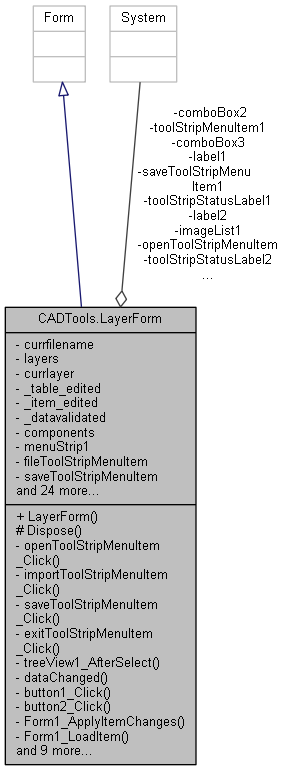 Form
System
-comboBox2
-toolStripMenuItem1
-comboBox3
-label1
-saveToolStripMenu
Item1
-toolStripStatusLabel1
-label2
-imageList1
-openToolStripMenuItem
-toolStripStatusLabel2
...
CADTools.LayerForm
- currfilename
- layers
- currlayer
- _table_edited
- _item_edited
- _datavalidated
- components
- menuStrip1
- fileToolStripMenuItem
- saveToolStripMenuItem
and 24 more...
+ LayerForm()
# Dispose()
- openToolStripMenuItem
_Click()
- importToolStripMenuItem
_Click()
- saveToolStripMenuItem
_Click()
- exitToolStripMenuItem
_Click()
- treeView1_AfterSelect()
- dataChanged()
- button1_Click()
- button2_Click()
- Form1_ApplyItemChanges()
- Form1_LoadItem()
and 9 more...